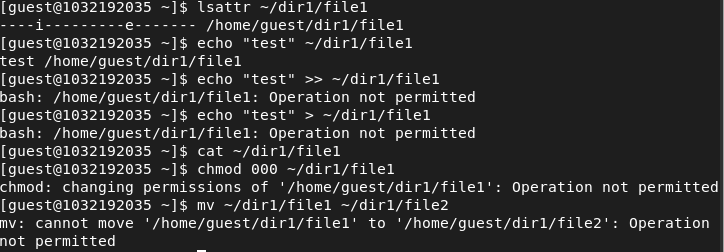 [guest@1032192035 ~]$ lsattr ~/dir1/file1
----i---------e------- /home/guest/dir1/file1
[guest@1032192035 ~]$ echo "test" ~/dir1/file1
test /home/guest/dir1/file1
[guest@1032192035 ~]$ echo "test" >> ~/dir1/file1
bash: /home/guest/dir1/file1: Operation not permitted
[guest@1032192035 ~]$ echo "test" > ~/dir1/file1
bash: /home/guest/dir1/file1: Operation not permitted
[guest@1032192035 ~]$ cat ~/dir1/file1
[guest@1032192035 ~]$ chmod 000 ~/dir1/file1
chmod: changing permissions of '/home/guest/dir1/file1': Operation not permitted
[guest@1032192035 ~]$ mv ~/dir1/file1 ~/dir1/file2
mv: cannot move '/home/guest/dir1/file1' to '/home/guest/dir1/file2': Operation
not permitted